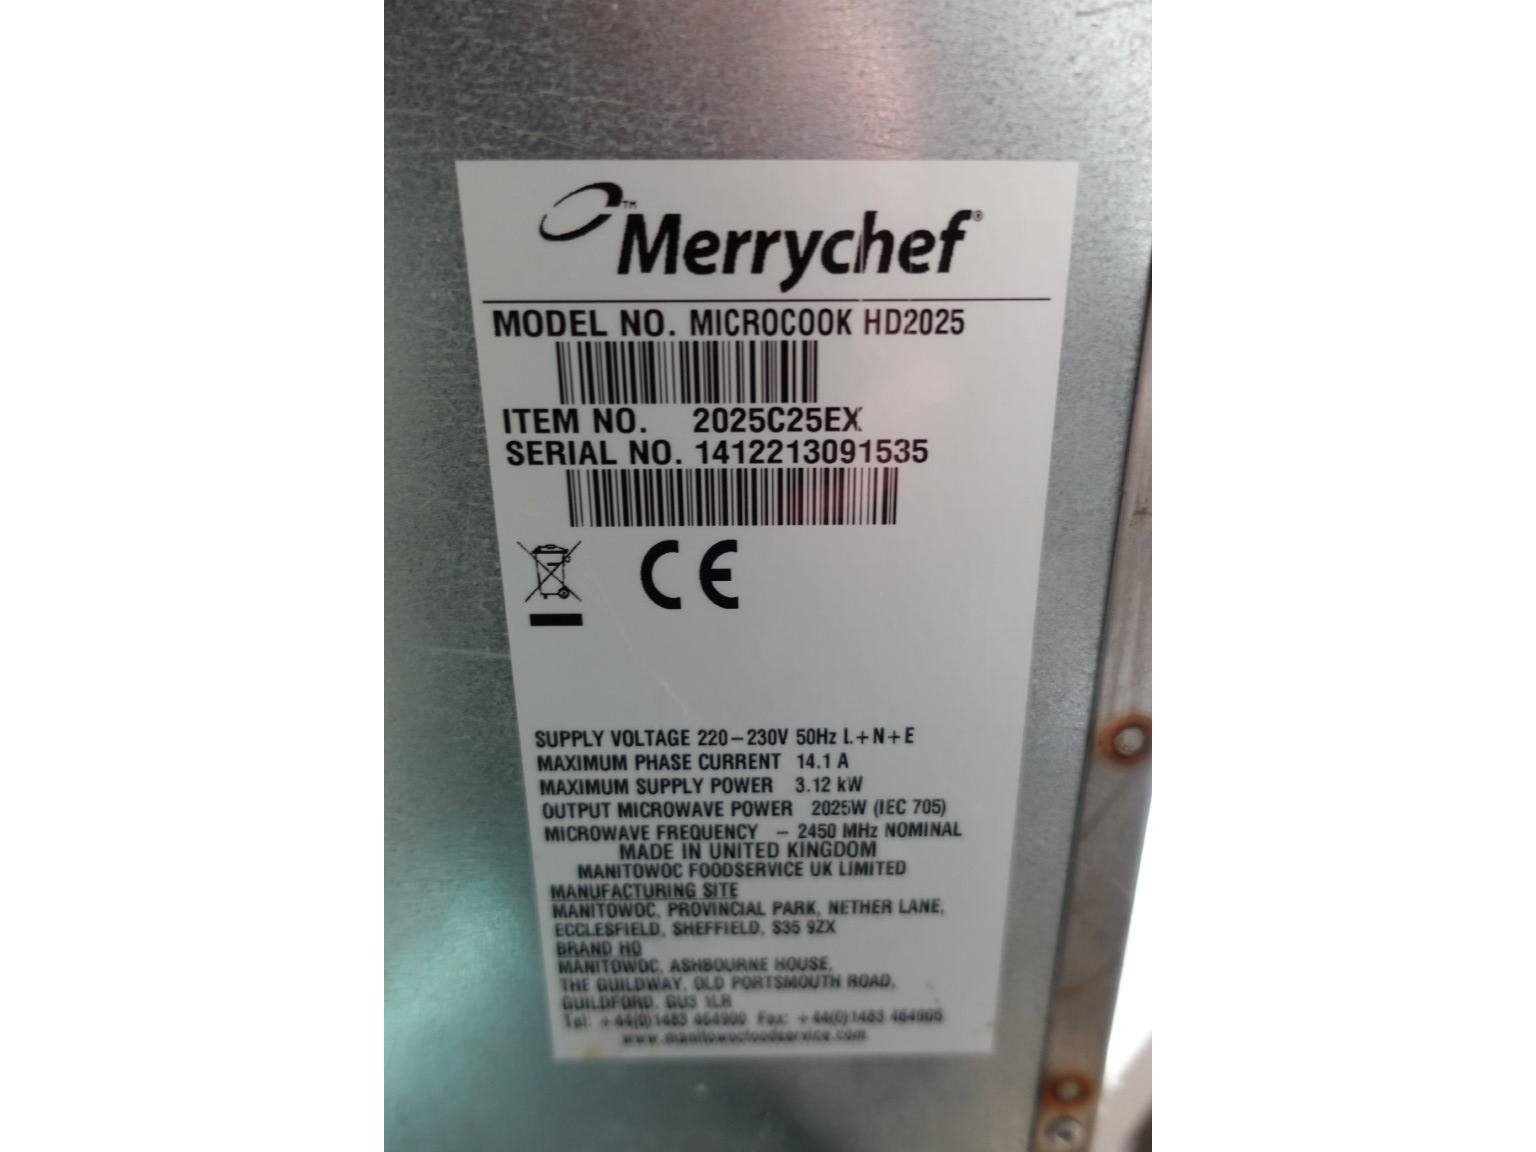 Merrychef®
MODEL NO. MICROCOOK HD2025
ITEM NO. 2025C25EX
SERIAL NO. 1412213091535
CE
SUPPLY VOLTAGE 220–230V 50Hz L+N+E
MAXIMUM PHASE CURRENT 14.1 A
MAXIMUM SUPPLY POWER 3.12 kW
OUTPUT MICROWAVE POWER 2025W (IEC 705)
MICROWAVE FREQUENCY – 2450 MHz NOMINAL
MADE IN UNITED KINGDOM
MANITOWOC FOODSERVICE UK LIMITED
MANUFACTURING SITE
MANITOWOC, PROVINCIAL PARK, NETHER LANE,
ECCLESFIELD, SHEFFIELD, S35 9ZX
BRAND HQ
MANITOWOC, ASHBOURNE HOUSE,
THE GUILDWAY, OLD PORTSMOUTH ROAD,
GUILDFORD, GU3 1LR
Tel: +44(0)1483 464900 Fax: +44(0)1483 464905
www.manitowocfoodservice.com